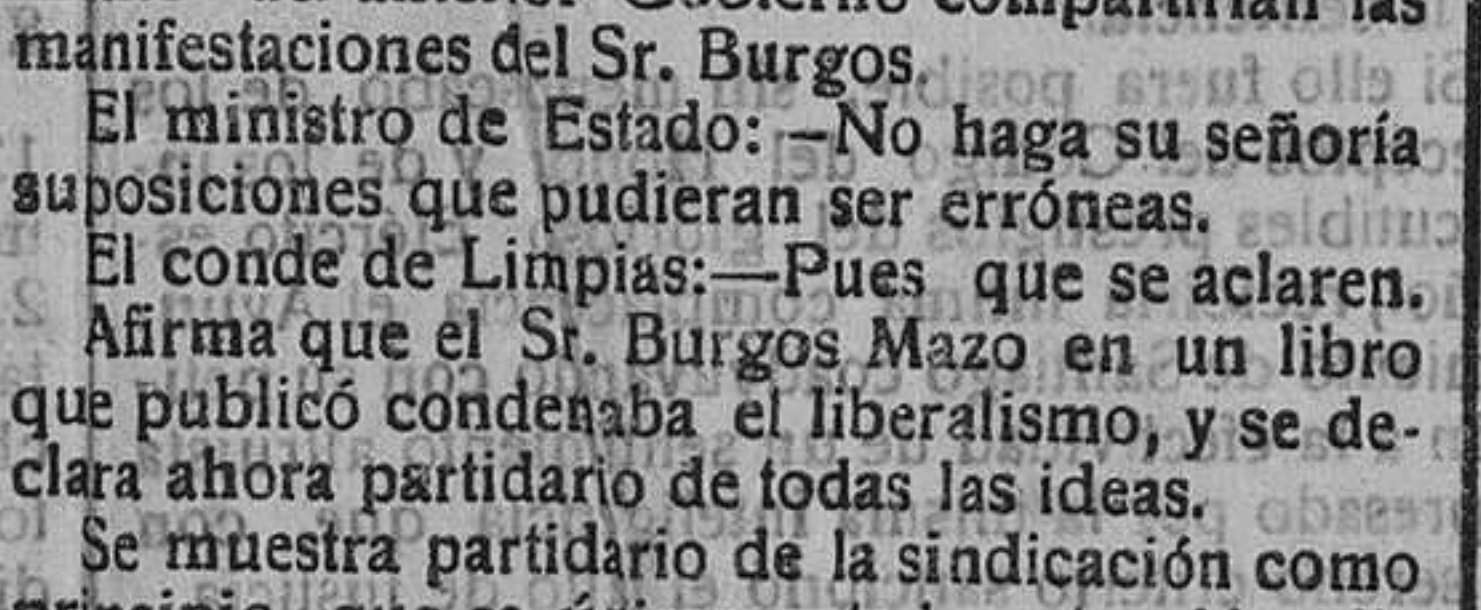 compartirían las
manifestaciones del Sr. Burgos.
El ministro de Estado: —No haga su señoría
suposiciones que pudieran ser erróneas.
El conde de Limpias:—Pues que se aclaren.
Afirma que el Sr. Burgos Mazo en un libro
que publicó condenaba el liberalismo, y se de-
clara ahora partidario de todas las ideas.
Se muestra partidario de la sindicación como